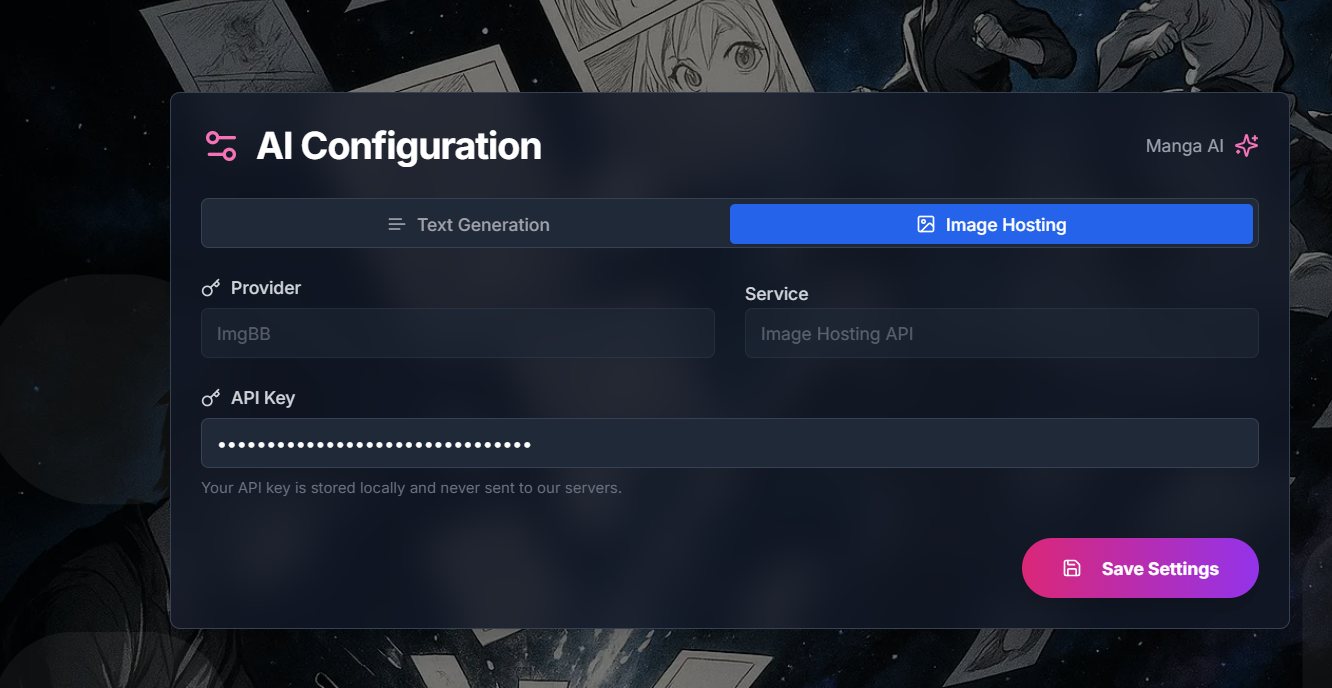 AI Configuration
Manga AI
Text Generation
Image Hosting
Provider
Service
ImgBB
Image Hosting API
API Key
••••••••••••••••••••••••••••••••
Your API key is stored locally and never sent to our servers.
Save Settings